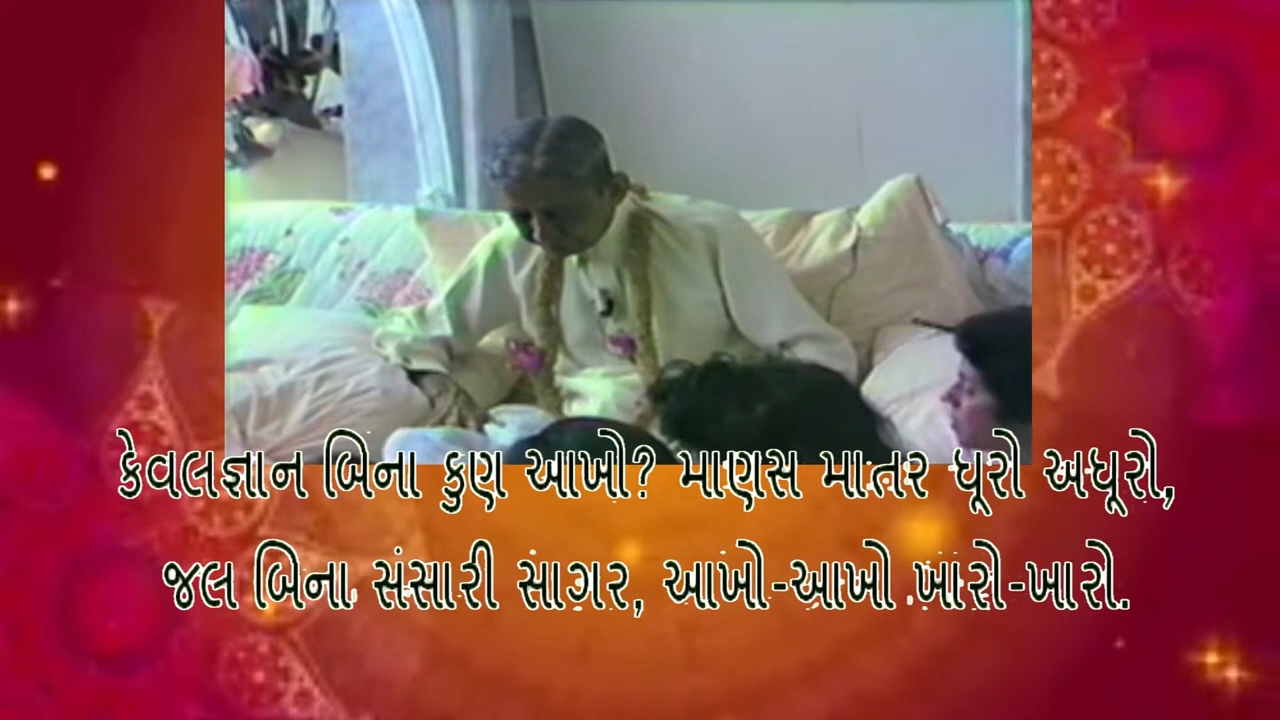 કેવલજ્ઞાન બિના કુણ આખો? માણસ માતર ધૂરો અધૂરો,
જલ બિના સંસારી સાગર, આખો-આખો ખારો-ખારો.